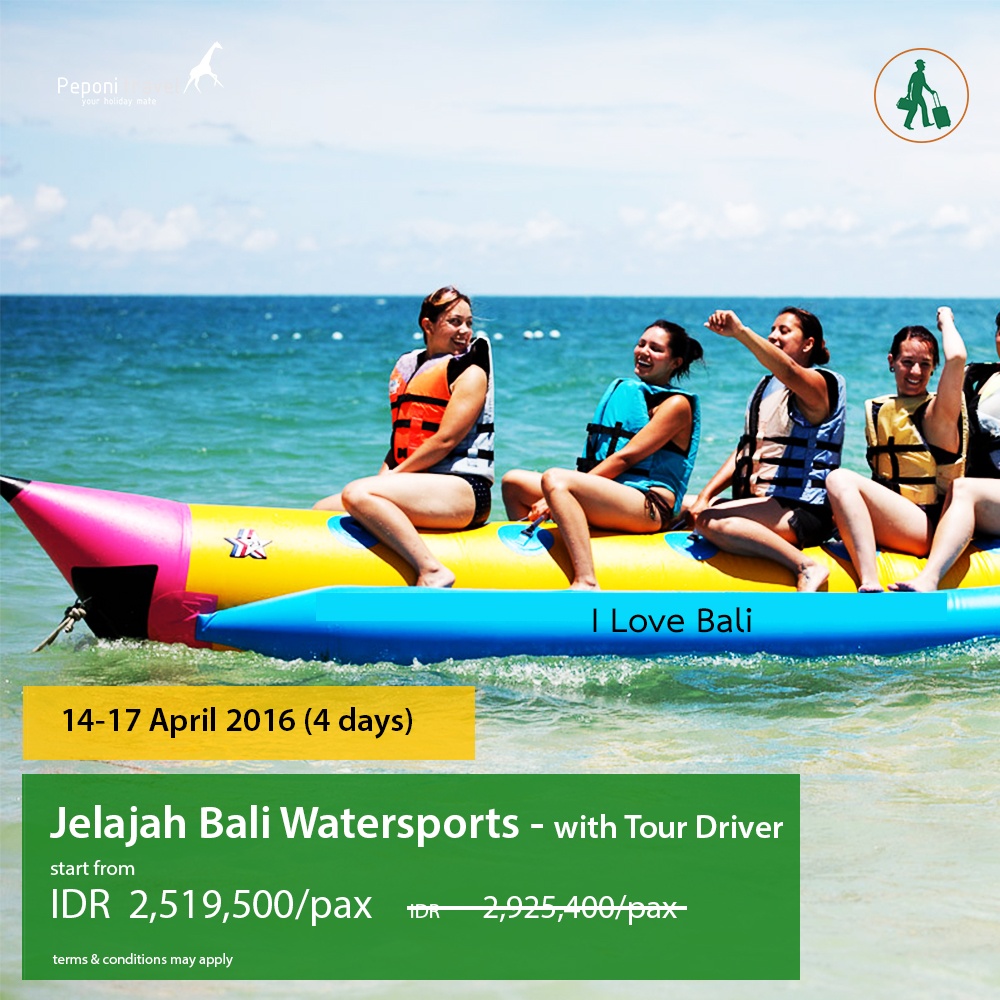 Peponi Travel
your holiday mate
I Love Bali
14-17 April 2016 (4 days)
Jelajah Bali Watersports - with Tour Driver
start from
IDR 2,519,500/pax IDR 2,925,400/pax
terms & conditions may apply